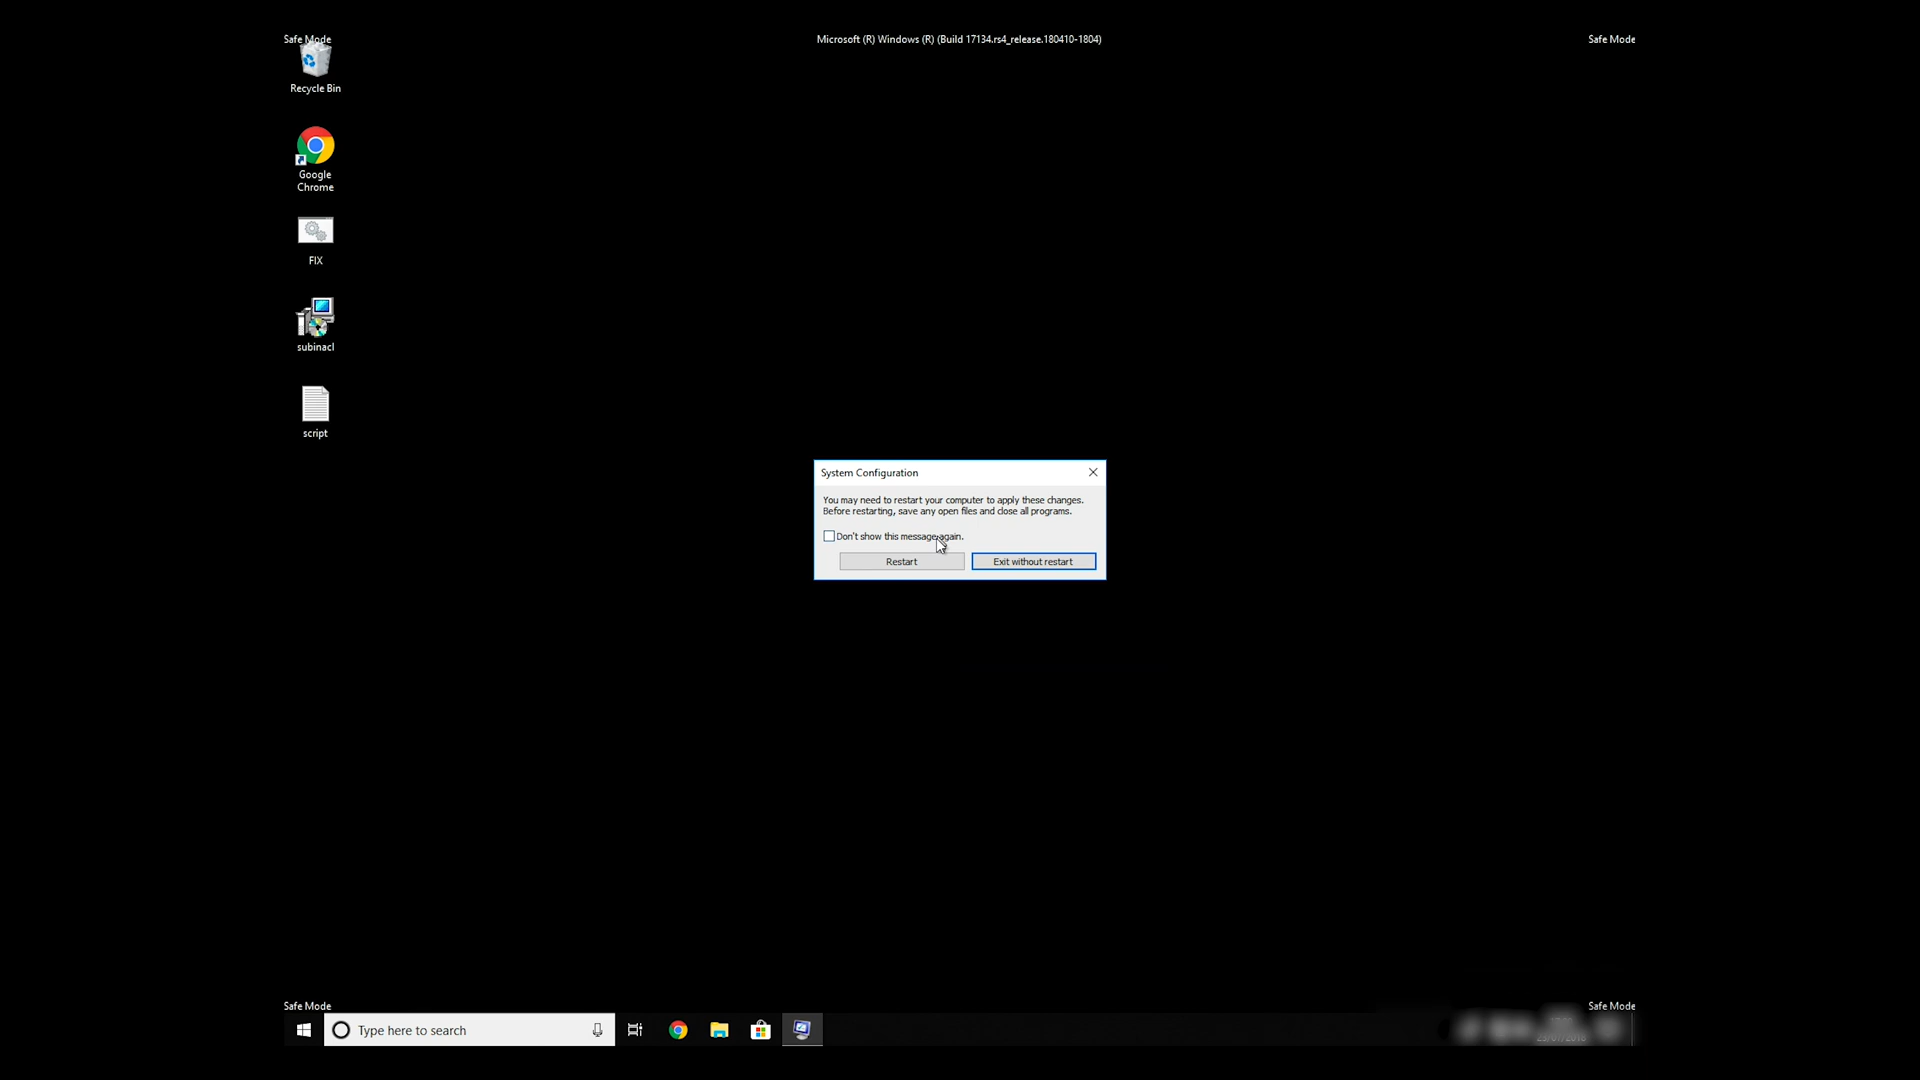 Safe Mode
Microsoft (R) Windows (R) (Build 17134.rs4_release.180410-1804)
Safe Mode
Recycle Bin
Google
Chrome
FIX
subinacl
script
System Configuration
You may need to restart your computer to apply these changes.
Before restarting, save any open files and close all programs.
Don't show this message again.
Restart
Exit without restart
Safe Mode
Safe Mode
Type here to search